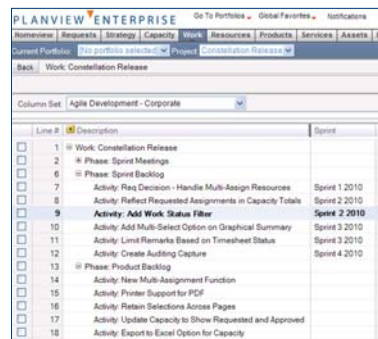 PLANVIEW ENTERPRISE Go To Portfolios Global Favorites Notifications
Homeview Requests Strategy Capacity Work Resources Products Services Assets
Current Portfolio: [No portfolio selected] Project: Constellation Release
Back Work: Constellation Release
Column Set: Agile Development - Corporate
Line # Description Sprint
1 Work: Constellation Release
2 Phase: Sprint Meetings
6 Phase: Sprint Backlog
7 Activity: Req Decision - Handle Multi-Assign Resources Sprint 1 2010
8 Activity: Reflect Requested Assignments in Capacity Totals Sprint 2 2010
9 Activity: Add Work Status Filter Sprint 2 2010
10 Activity: Add Multi-Select Option on Graphical Summary Sprint 3 2010
11 Activity: Limit Remarks Based on Timesheet Status Sprint 3 2010
12 Activity: Create Auditing Capture Sprint 4 2010
13 Phase: Product Backlog
14 Activity: New Multi-Assignment Function
15 Activity: Printer Support for PDF
16 Activity: Retain Selections Across Pages
17 Activity: Update Capacity to Show Requested and Approved
18 Activity: Export to Excel Option for Capacity